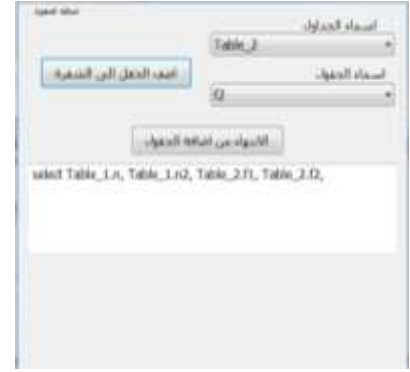 اسماء الجداول
Table_2
اضف الحقل الى الشفرة
اسماء الحقول
f2
الانتهاء من اضافة الحقول
select Table_1.n, Table_1.n2, Table_2.f1, Table_2.f2,